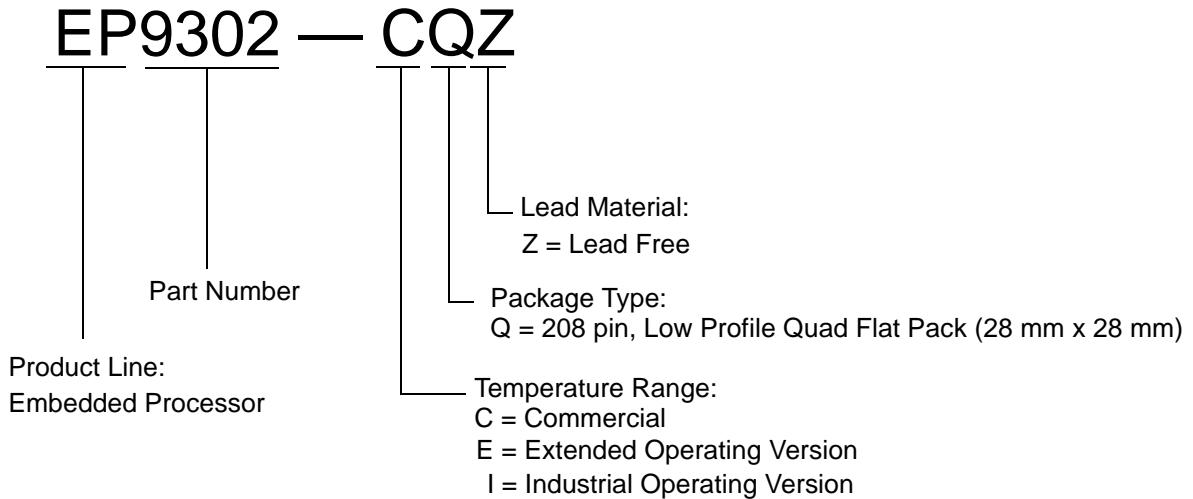 EP9302 — CQZ
Lead Material:
Z = Lead Free
Part Number
Package Type:
Q = 208 pin, Low Profile Quad Flat Pack (28 mm x 28 mm)
Product Line:
Embedded Processor
Temperature Range:
C = Commercial
E = Extended Operating Version
I = Industrial Operating Version